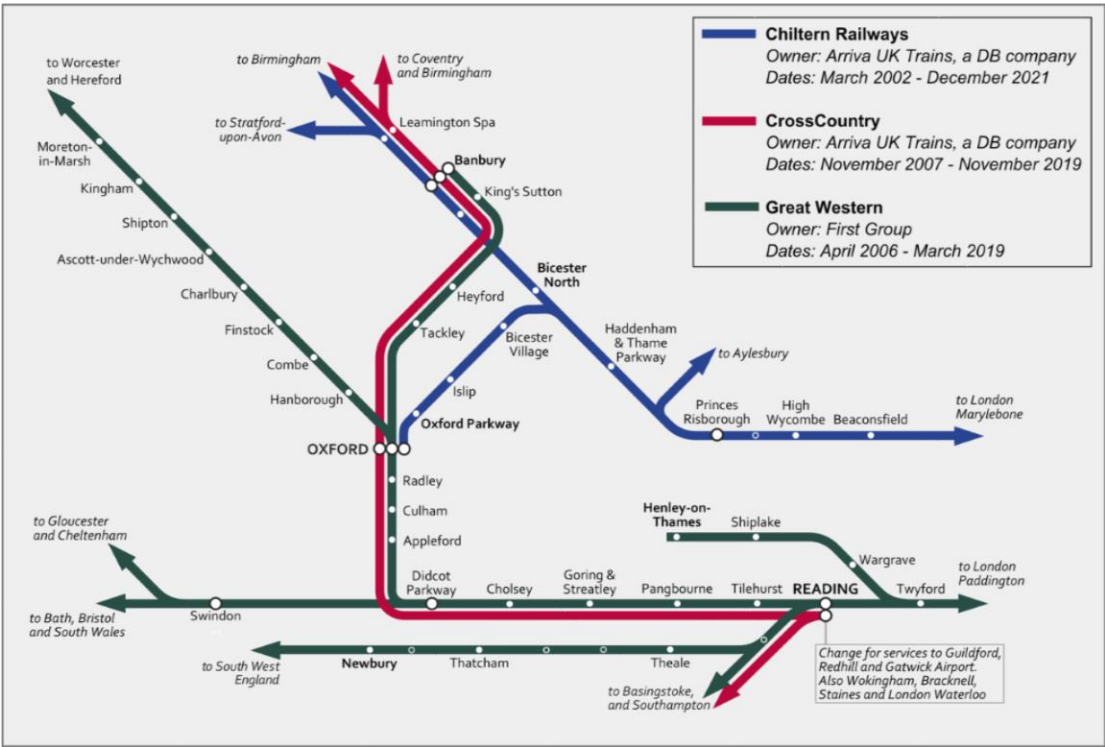 Chiltern Railways
Owner: Arriva UK Trains, a DB company
Dates: March 2002 - December 2021
CrossCountry
Owner: Arriva UK Trains, a DB company
Dates: November 2007 - November 2019
Great Western
Owner: First Group
Dates: April 2006 - March 2019
to Worcester
and Hereford
to Birmingham
to Coventry
and Birmingham
to Stratford-
upon-Avon
Leamington Spa
Moreton-
in-Marsh
Banbury
Kingham
King's Sutton
Shipton
Ascott-under-Wychwood
Charlbury
Bicester
North
Heyford
Finstock
Tackley
Bicester
Village
Haddenham
& Thame
Parkway
to Aylesbury
Combe
Hanborough
Islip
Princes
Risborough
High
Wycombe
Beaconsfield
to London
Marylebone
Oxford Parkway
OXFORD
Radley
Culham
Appleford
Henley-on-
Thames
Shiplake
Wargrave
to Gloucester
and Cheltenham
Didcot
Parkway
Cholsey
Goring &
Streatley
Pangbourne
Tilehurst
READING
Twyford
to London
Paddington
to Bath, Bristol
and South Wales
Swindon
to South West
England
Newbury
Thatcham
Theale
to Basingstoke,
and Southampton
Change for services to Guildford,
Redhill and Gatwick Airport.
Also Wokingham, Bracknell,
Staines and London Waterloo